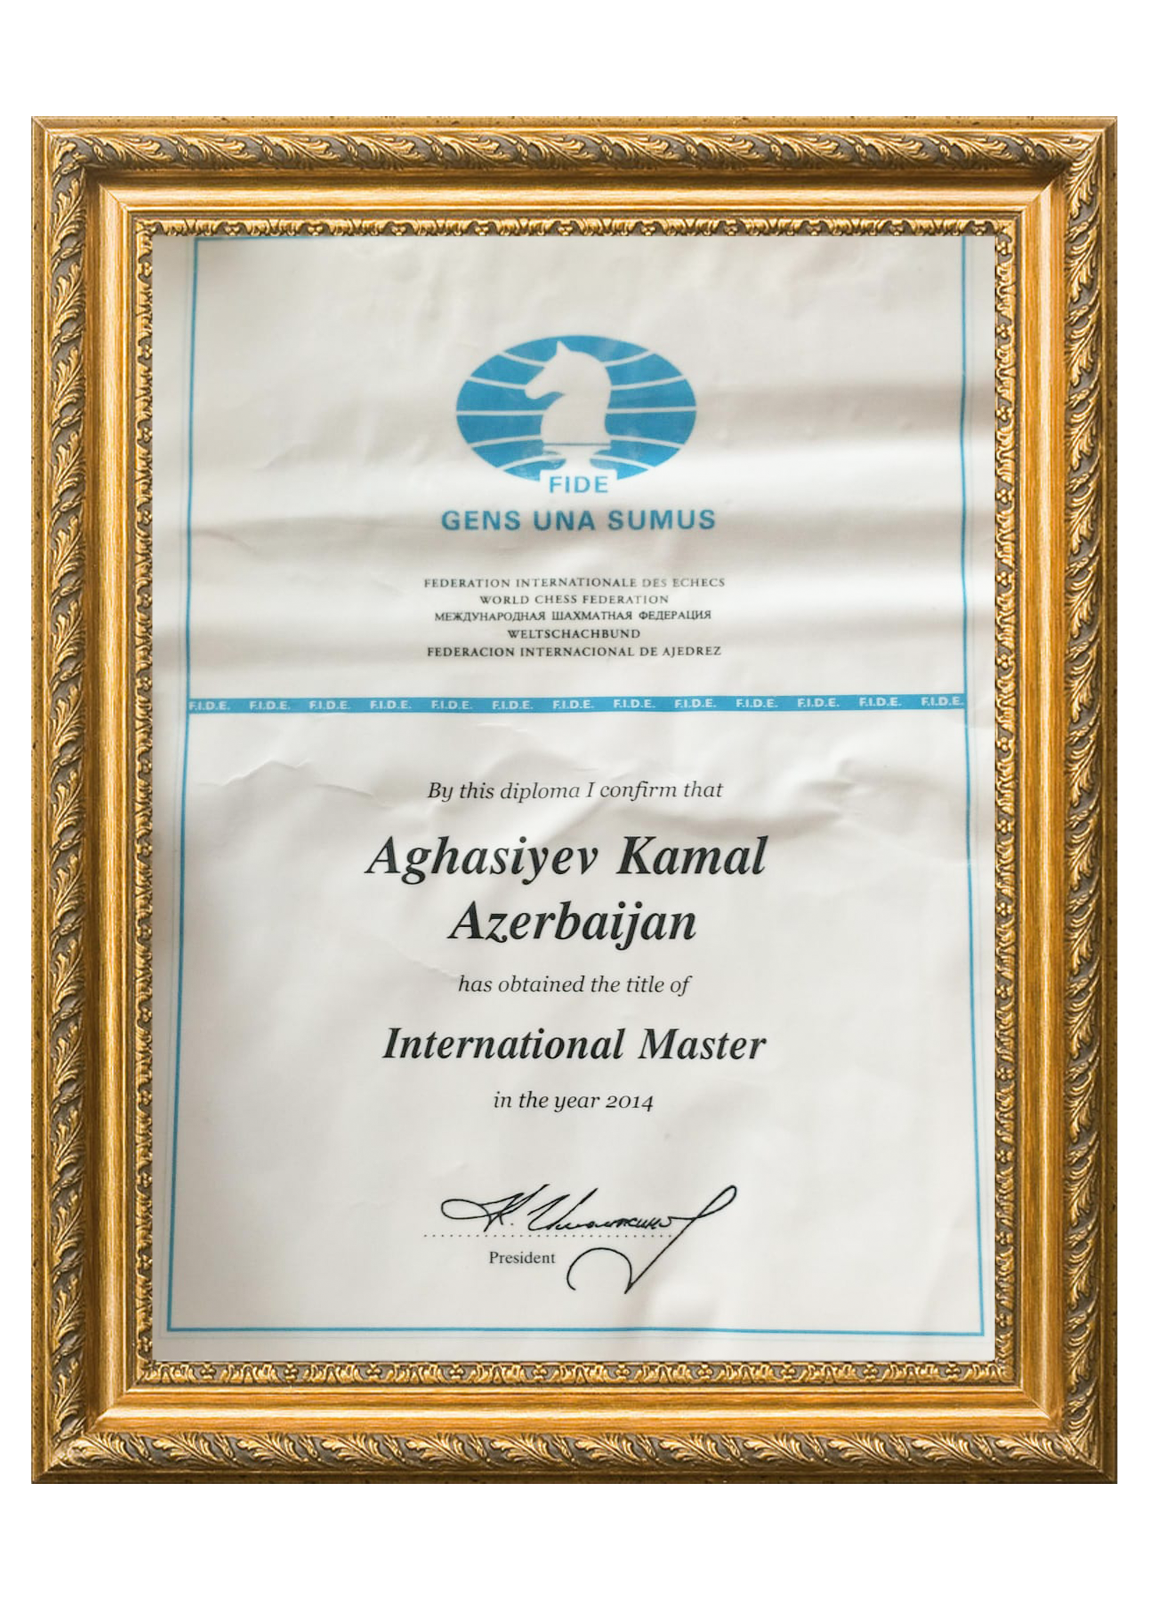 FIDE
GENS UNA SUMUS
FEDERATION INTERNATIONALE DES ECHECS
WORLD CHESS FEDERATION
МЕЖДУНАРОДНАЯ ШАХМАТНАЯ ФЕДЕРАЦИЯ
WELTSCHACHBUND
FEDERACION INTERNACIONAL DE AJEDREZ
F.I.D.E. F.I.D.E. F.I.D.E. F.I.D.E. F.I.D.E. F.I.D.E. F.I.D.E. F.I.D.E. F.I.D.E. F.I.D.E. F.I.D.E. F.I.D.E. F.I.D.E.
By this diploma I confirm that
Aghasiyev Kamal
Azerbaijan
has obtained the title of
International Master
in the year 2014
President